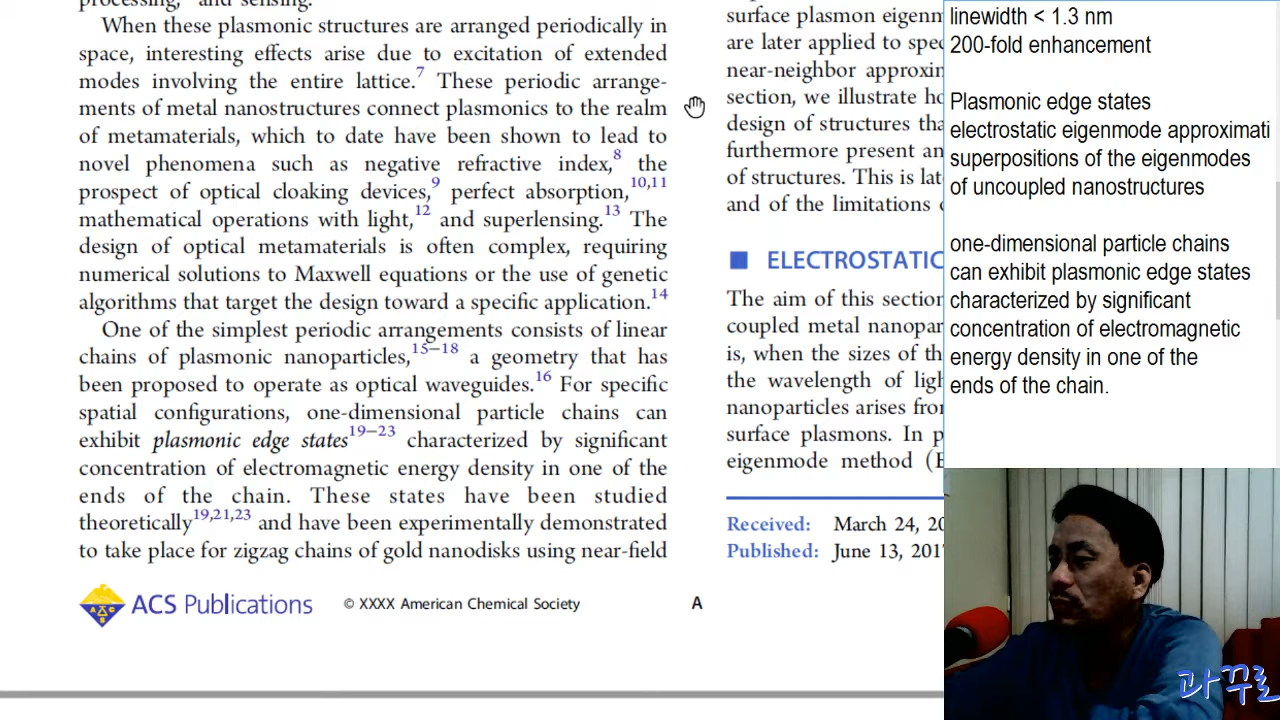 processing, and sensing.
When these plasmonic structures are arranged periodically in
space, interesting effects arise due to excitation of extended
modes involving the entire lattice.7 These periodic arrange-
ments of metal nanostructures connect plasmonics to the realm
of metamaterials, which to date have been shown to lead to
novel phenomena such as negative refractive index,8 the
prospect of optical cloaking devices,9 perfect absorption,10,11
mathematical operations with light,12 and superlensing.13 The
design of optical metamaterials is often complex, requiring
numerical solutions to Maxwell equations or the use of genetic
algorithms that target the design toward a specific application.14
One of the simplest periodic arrangements consists of linear
chains of plasmonic nanoparticles,15−18 a geometry that has
been proposed to operate as optical waveguides.16 For specific
spatial configurations, one-dimensional particle chains can
exhibit plasmonic edge states19−23 characterized by significant
concentration of electromagnetic energy density in one of the
ends of the chain. These states have been studied
theoretically19,21,23 and have been experimentally demonstrated
to take place for zigzag chains of gold nanodisks using near-field
surface plasmon eigenm
are later applied to spec
near-neighbor approxin
section, we illustrate ho
design of structures tha
furthermore present an
of structures. This is lat
and of the limitations
ELECTROSTATIC
The aim of this section
coupled metal nanopar
is, when the sizes of th
the wavelength of ligh
nanoparticles arises fron
surface plasmons. In p
eigenmode method (E
Received: March 24, 20
Published: June 13, 2017
ACS Publications
© XXXX American Chemical Society
A
linewidth < 1.3 nm
200-fold enhancement
Plasmonic edge states
electrostatic eigenmode approximati
superpositions of the eigenmodes
of uncoupled nanostructures
one-dimensional particle chains
can exhibit plasmonic edge states
characterized by significant
concentration of electromagnetic
energy density in one of the
ends of the chain.
과꾸로